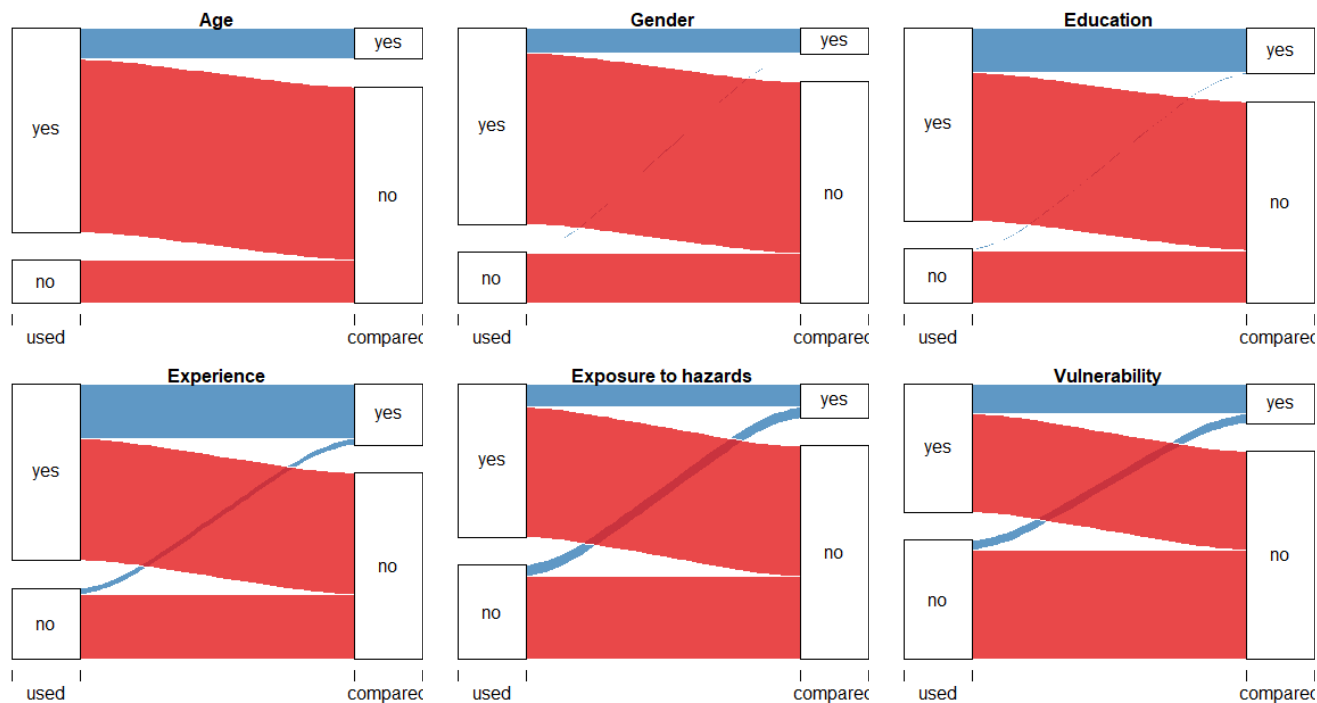 Age
yes
yes
no
no
used
compared
Gender
yes
yes
no
no
used
compared
Education
yes
yes
no
no
used
compared
Experience
yes
yes
no
no
used
compared
Exposure to hazards
yes
yes
no
no
used
compared
Vulnerability
yes
yes
no
no
used
compared